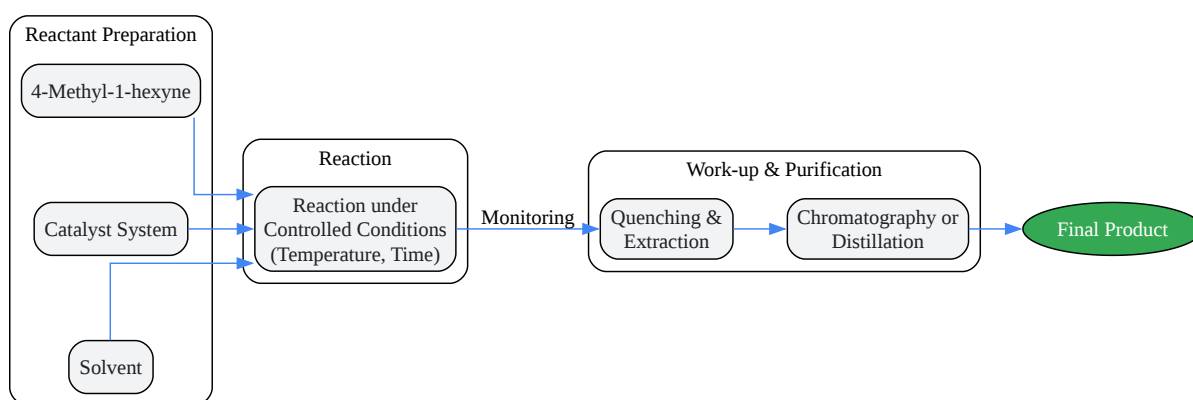 Reactant Preparation
4-Methyl-1-hexyne
Catalyst System
Solvent
Reaction
Reaction under
Controlled Conditions
(Temperature, Time)
Monitoring
Work-up & Purification
Quenching &
Extraction
Chromatography or
Distillation
Final Product